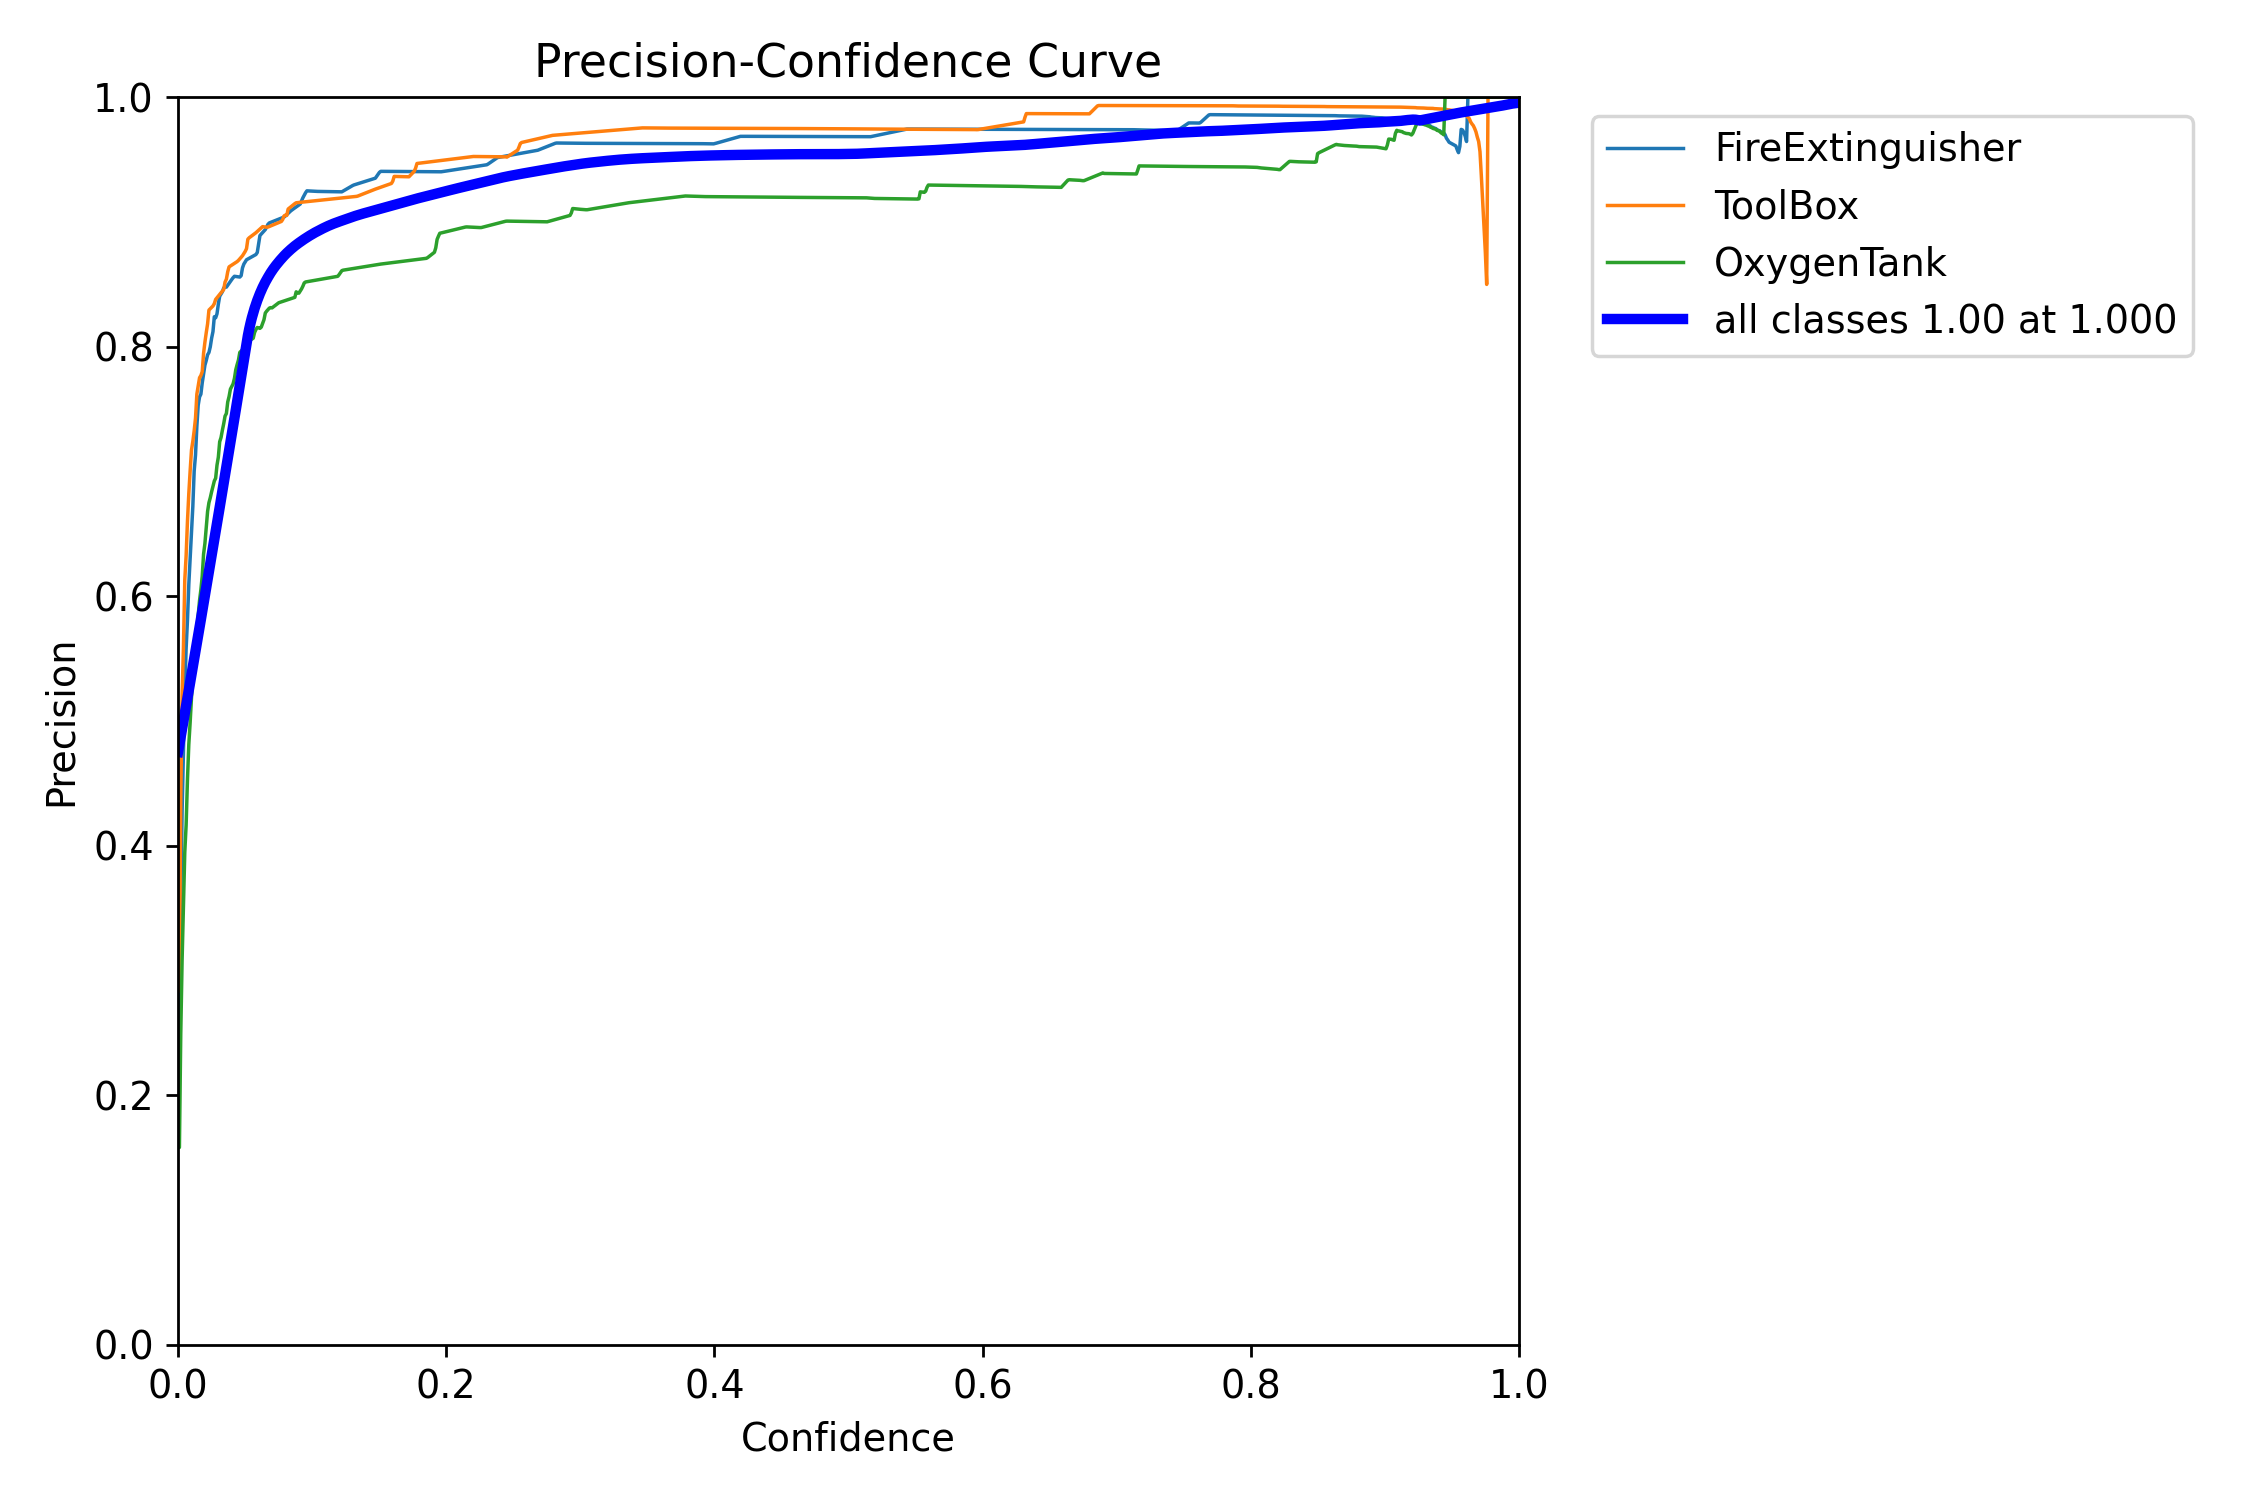 Precision-Confidence Curve
1.0
0.8
0.6
0.4
0.2
0.0
Precision
0.0 0.2 0.4 0.6 0.8 1.0
Confidence
FireExtinguisher
ToolBox
OxygenTank
all classes 1.00 at 1.000